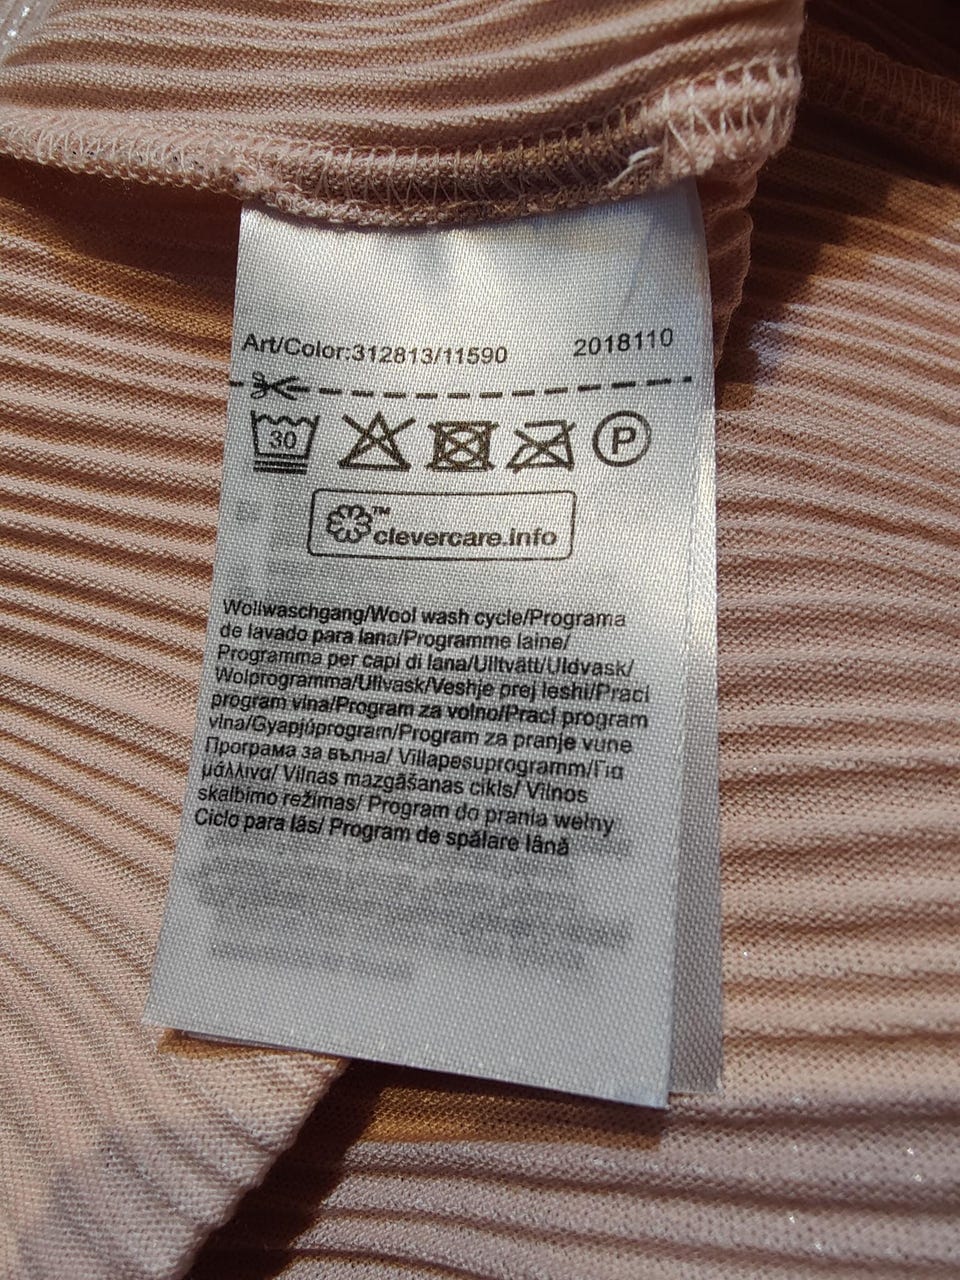 Art/Color:312813/11590 2018110
30 P
™
clevercare.info
Wollwaschgang/Wool wash cycle/Programa
de lavado para lana/Programme laine/
Programma per capi di lana/Ulltvätt/Uldvask/
Wolprogramma/Ullvask/Veshje prej leshi/Prací
program vlna/Program za volno/Prací program
vlna/Gyapjúprogram/Program za pranje vune
Програма за вълна/ Villapesuprogramm/Για
μάλλινα/ Vilnas mazgāšanas cikls/ Vilnos
skalbimo režimas/ Program do prania wełny
Ciclo para lãs/ Program de spălare lână